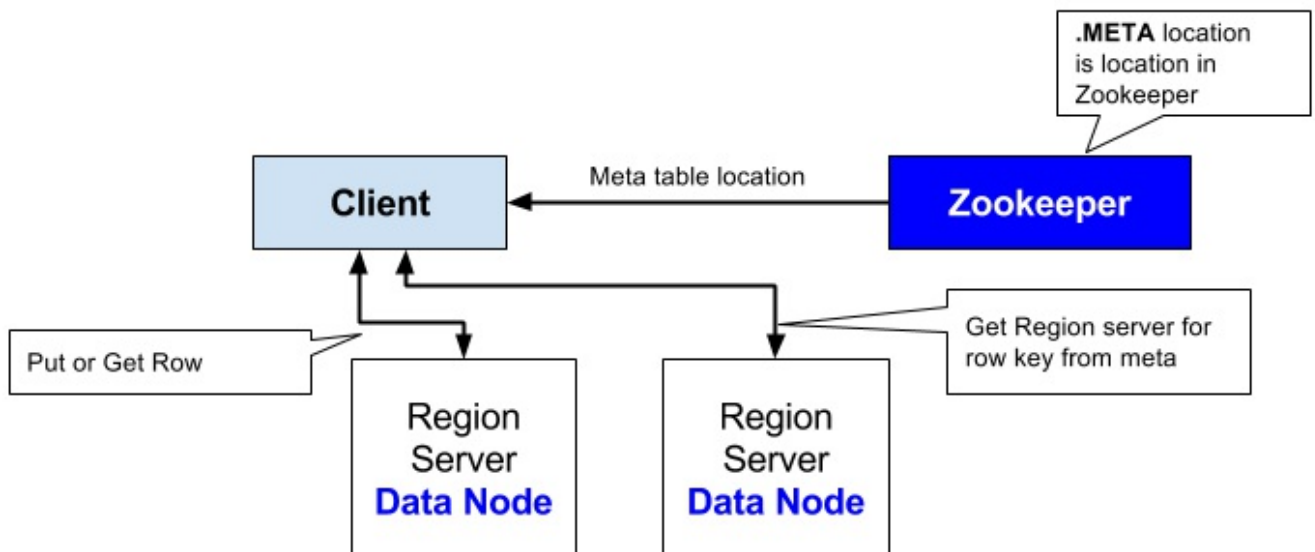 .META location
is location in
Zookeeper
Client
Meta table location
Zookeeper
Put or Get Row
Get Region server for
row key from meta
Region
Server
Data Node
Region
Server
Data Node